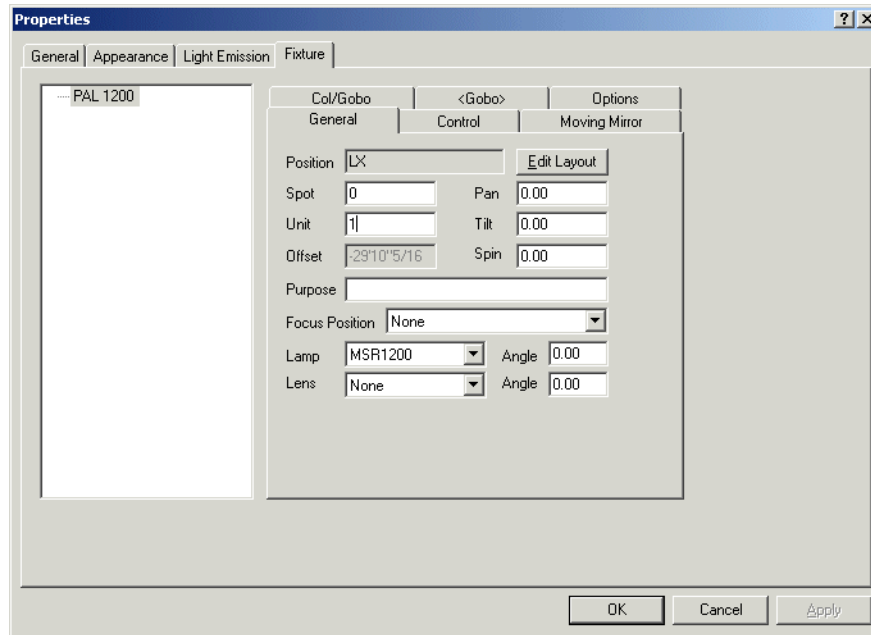 Properties
General Appearance Light Emission Fixture
PAL 1200
Col/Gobo <Gobo> Options
General Control Moving Mirror
Position LX Edit Layout
Spot 0 Pan 0.00
Unit 1 Tilt 0.00
Offset -29'10"5/16 Spin 0.00
Purpose
Focus Position None
Lamp MSR1200 Angle 0.00
Lens None Angle 0.00
OK Cancel Apply